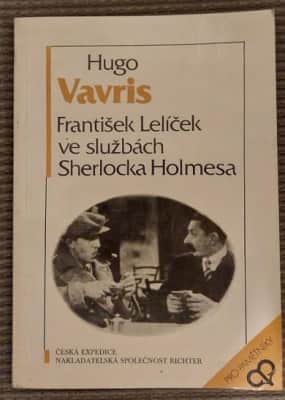 Hugo
Vavris
František Lelíček
ve službách
Sherlocka Holmesa
ČESKÁ EXPEDICE
NAKLADATELSKÁ SPOLEČNOST RICHTER
PRO PAMĚTNÍKY